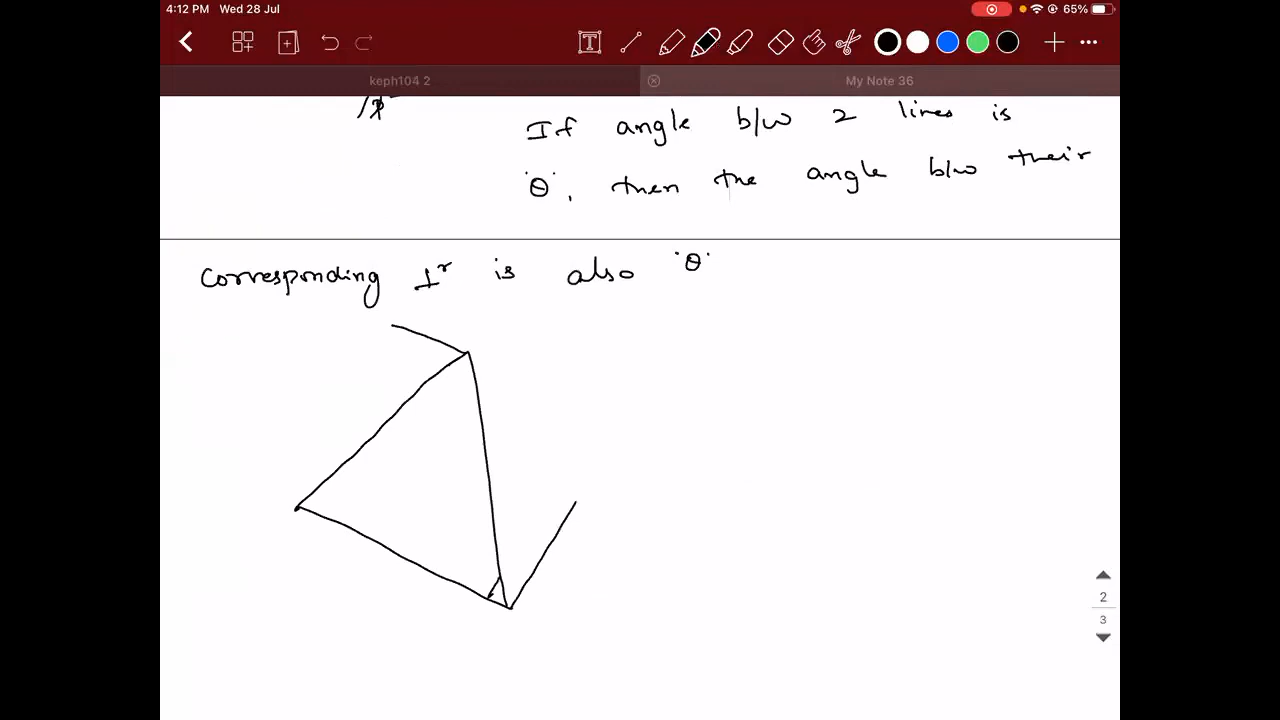 4:12 PM Wed 28 Jul
65%
keph104 2
My Note 36
If angle b/w 2 lines is
'θ', then the angle b/w their
corresponding ⊥r is also 'θ'
2
3